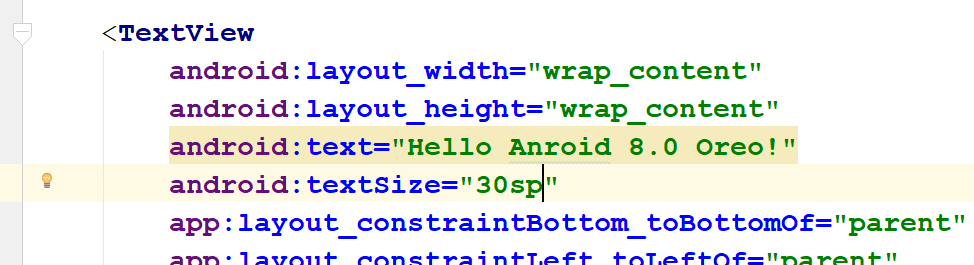 <TextView
android:layout_width="wrap_content"
android:layout_height="wrap_content"
android:text="Hello Anroid 8.0 Oreo!"
android:textSize="30sp"
app:layout_constraintBottom_toBottomOf="parent"
app:layout_constraintLeft_toLeftOf="parent"